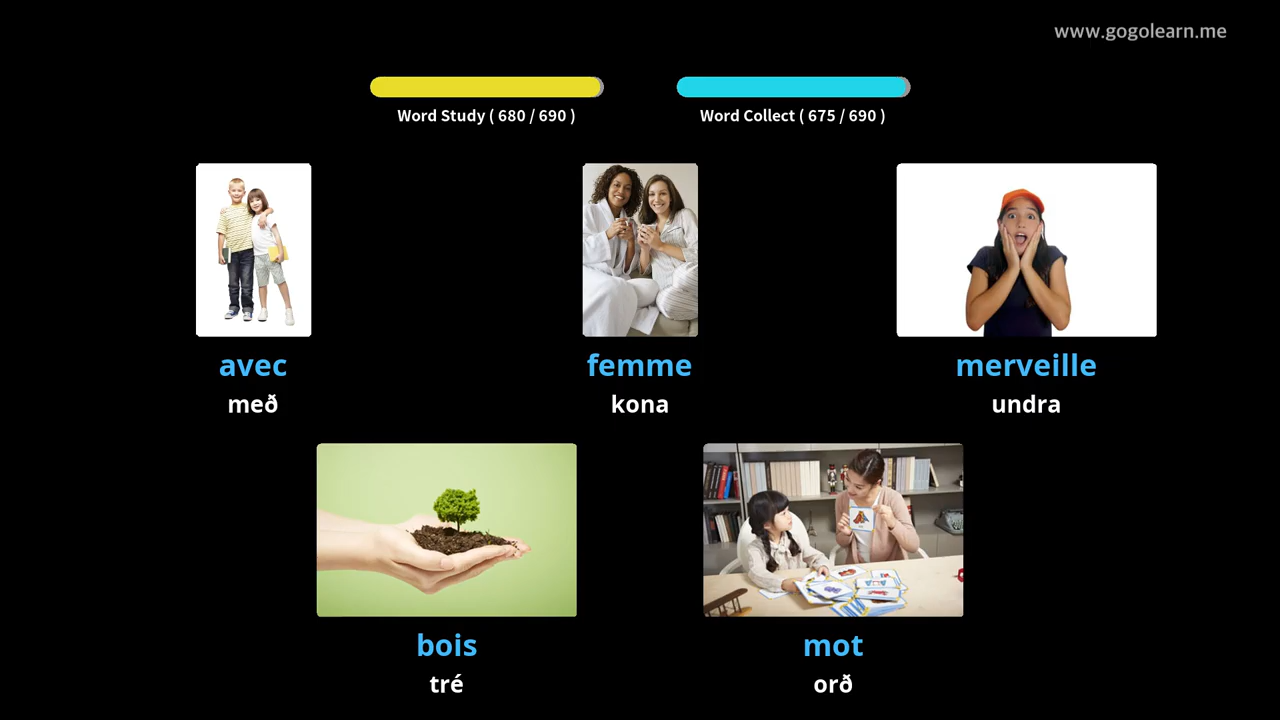 www.gogolearn.me
Word Study ( 680 / 690 )
Word Collect ( 675 / 690 )
avec
með
femme
kona
merveille
undra
bois
tré
mot
orð